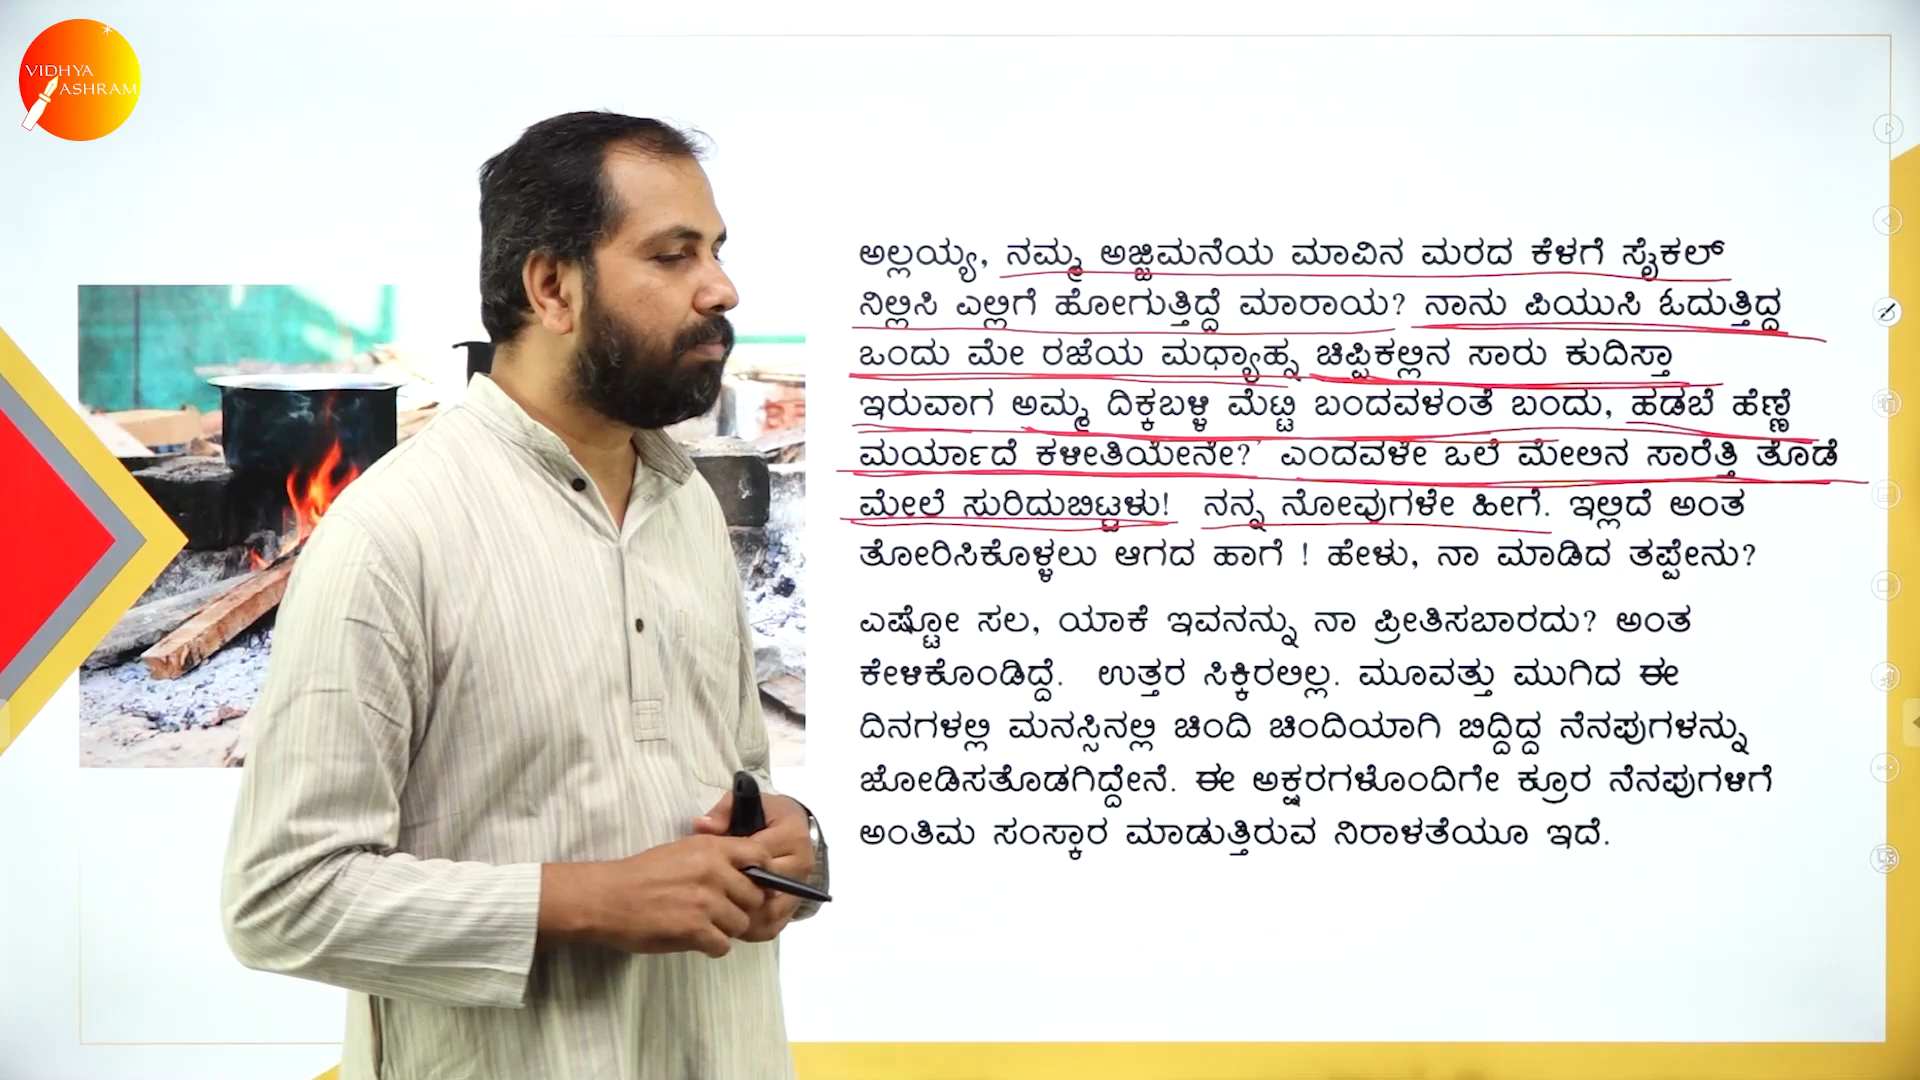 VIDHYA
ASHRAM
ಅಲ್ಲಯ್ಯ, ನಮ್ಮ ಅಜ್ಜಿಮನೆಯ ಮಾವಿನ ಮರದ ಕೆಳಗೆ ಸೈಕಲ್
ನಿಲ್ಲಿಸಿ ಎಲ್ಲಿಗೆ ಹೋಗುತ್ತಿದ್ದೆ ಮಾರಾಯ? ನಾನು ಪಿಯುಸಿ ಓದುತ್ತಿದ್ದ
ಒಂದು ಮೇ ರಜೆಯ ಮಧ್ಯಾಹ್ನ ಚಿಪ್ಪಿಕಲ್ಲಿನ ಸಾರು ಕುದಿಸ್ತಾ
ಇರುವಾಗ ಅಮ್ಮ ದಿಕ್ಕಬಳ್ಳಿ ಮೆಟ್ಟಿ ಬಂದವಳಂತೆ ಬಂದು, ಹಡಬೆ ಹೆಣ್ಣೆ
ಮರ್ಯಾದೆ ಕಳೀತಿಯೇನೇ? ಎಂದವಳೇ ಒಲೆ ಮೇಲಿನ ಸಾರೆತ್ತಿ ತೊಡೆ
ಮೇಲೆ ಸುರಿದುಬಿಟ್ಟಳು! ನನ್ನ ನೋವುಗಳೇ ಹೀಗೆ. ಇಲ್ಲಿದೆ ಅಂತ
ತೋರಿಸಿಕೊಳ್ಳಲು ಆಗದ ಹಾಗೆ ! ಹೇಳು, ನಾ ಮಾಡಿದ ತಪ್ಪೇನು?
ಎಷ್ಟೋ ಸಲ, ಯಾಕೆ ಇವನನ್ನು ನಾ ಪ್ರೀತಿಸಬಾರದು? ಅಂತ
ಕೇಳಿಕೊಂಡಿದ್ದೆ. ಉತ್ತರ ಸಿಕ್ಕಿರಲಿಲ್ಲ. ಮೂವತ್ತು ಮುಗಿದ ಈ
ದಿನಗಳಲ್ಲಿ ಮನಸ್ಸಿನಲ್ಲಿ ಚಿಂದಿ ಚಿಂದಿಯಾಗಿ ಬಿದ್ದಿದ್ದ ನೆನಪುಗಳನ್ನು
ಜೋಡಿಸತೊಡಗಿದ್ದೇನೆ. ಈ ಅಕ್ಷರಗಳೊಂದಿಗೇ ಕ್ರೂರ ನೆನಪುಗಳಿಗೆ
ಅಂತಿಮ ಸಂಸ್ಕಾರ ಮಾಡುತ್ತಿರುವ ನಿರಾಳತೆಯೂ ಇದೆ.